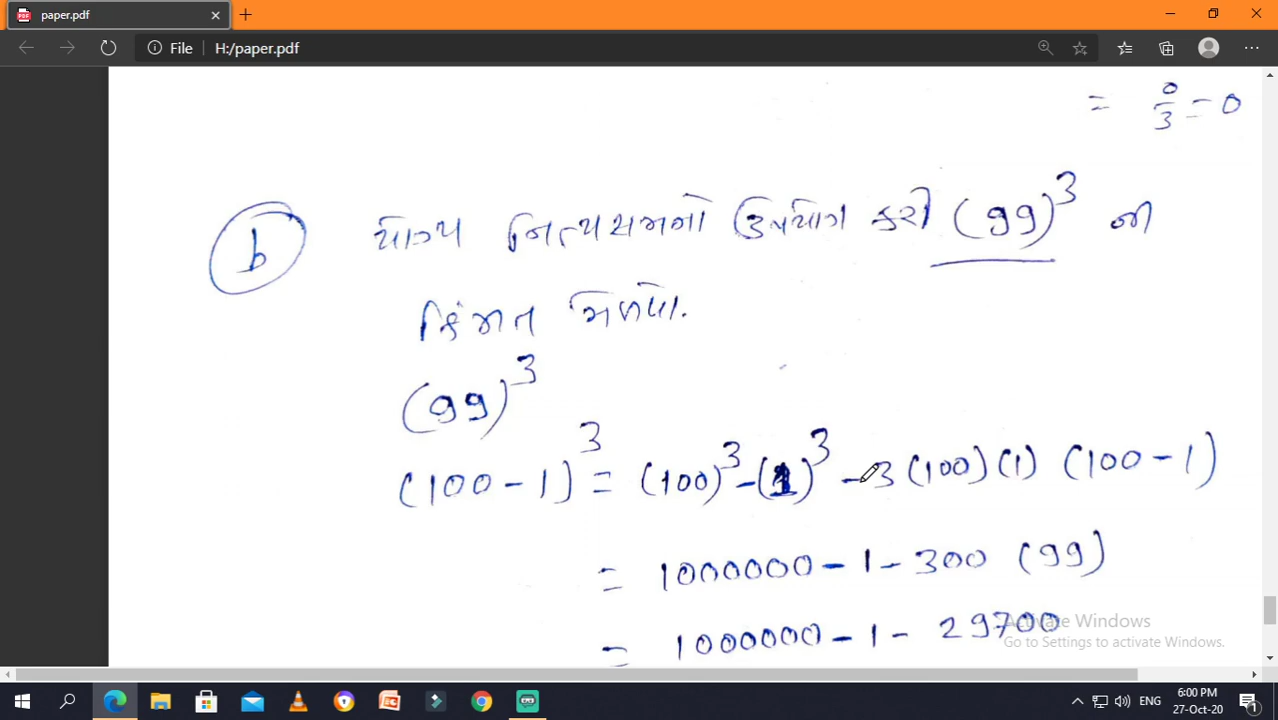 paper.pdf
File | H:/paper.pdf
= 0/3 = 0
b યોગ્ય નિત્યસમનો ઉપયોગ કરી (99)^3 ની
કિંમત મેળવો.
(99)^3
(100 - 1)^3 = (100)^3 - (1)^3 - 3 (100) (1) (100 - 1)
= 1000000 - 1 - 300 (99)
= 1000000 - 1 - 29700
Activate Windows
Go to Settings to activate Windows.
ENG
6:00 PM
27-Oct-20
1